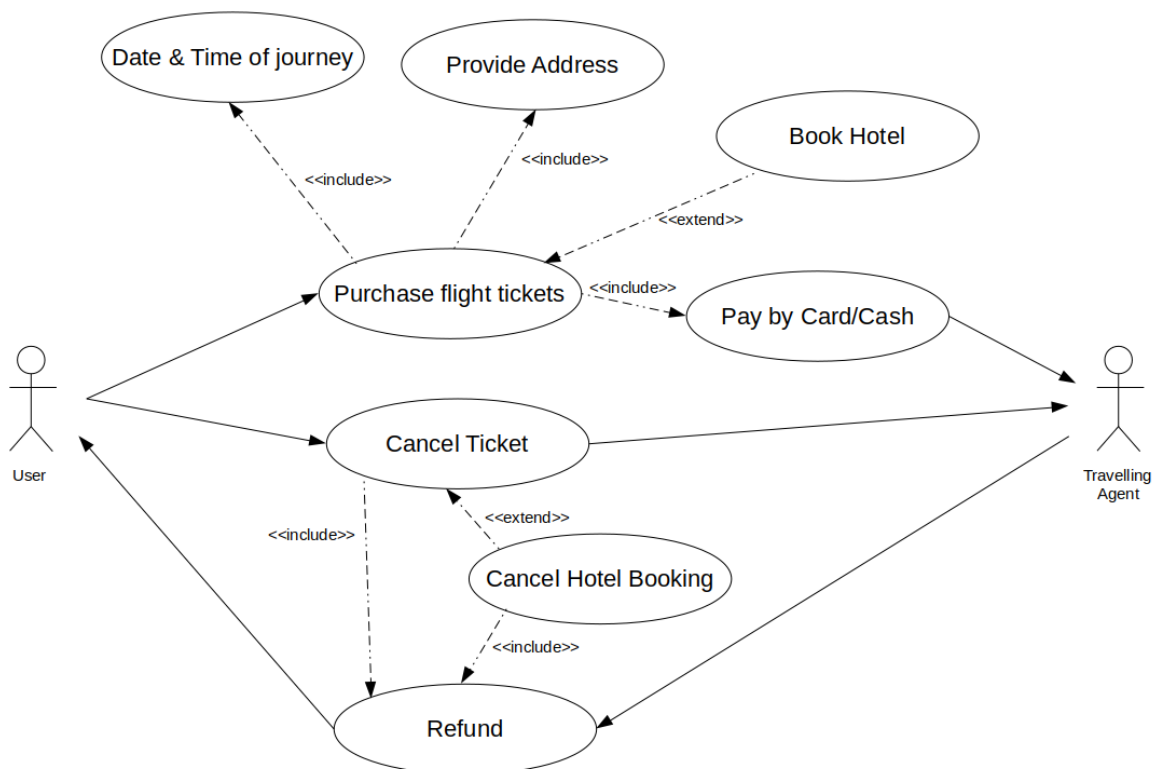 Date & Time of journey
Provide Address
Book Hotel
<<include>>
<<include>>
<<extend>>
Purchase flight tickets
<<include>>
Pay by Card/Cash
User
Cancel Ticket
Travelling
Agent
<<extend>>
<<include>>
Cancel Hotel Booking
<<include>>
Refund